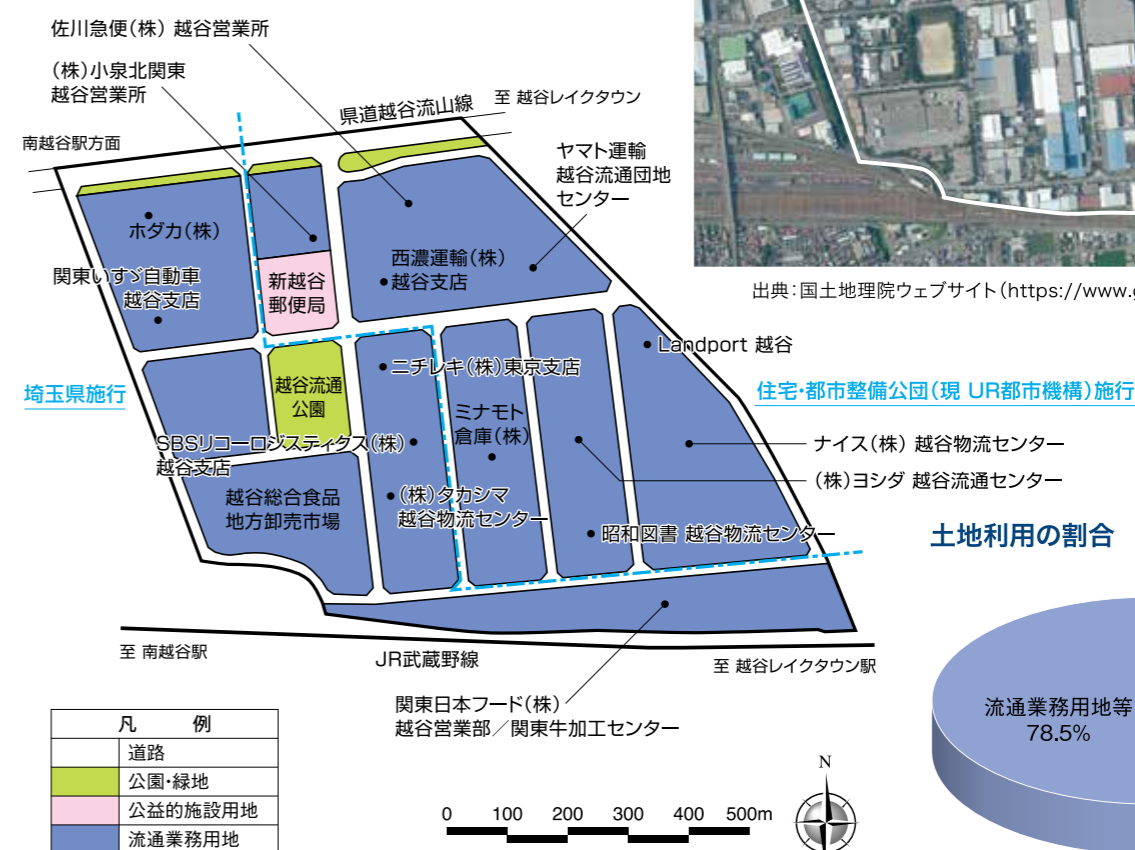 佐川急便(株) 越谷営業所
(株)小泉北関東
越谷営業所
県道越谷流山線
至 越谷レイクタウン
南越谷駅方面
ヤマト運輸
越谷流通団地
センター
ホダカ(株)
西濃運輸(株)
越谷支店
関東いすゞ自動車
越谷支店
新越谷
郵便局
出典：国土地理院ウェブサイト(https://www.
Landport 越谷
ニチレキ(株)東京支店
埼玉県施行
越谷流通
公園
住宅・都市整備公団(現 UR都市機構)施行
ミナモト
倉庫(株)
SBSリコーロジスティクス(株)
越谷支店
ナイス(株) 越谷物流センター
(株)ヨシダ 越谷流通センター
越谷総合食品
地方卸売市場
(株)タカシマ
越谷物流センター
昭和図書 越谷物流センター
土地利用の割合
至 南越谷駅
JR武蔵野線
至 越谷レイクタウン駅
関東日本フード(株)
越谷営業部／関東牛加工センター
流通業務用地等
78.5%
凡 例
道路
公園・緑地
公益的施設用地
流通業務用地
0 100 200 300 400 500m
N